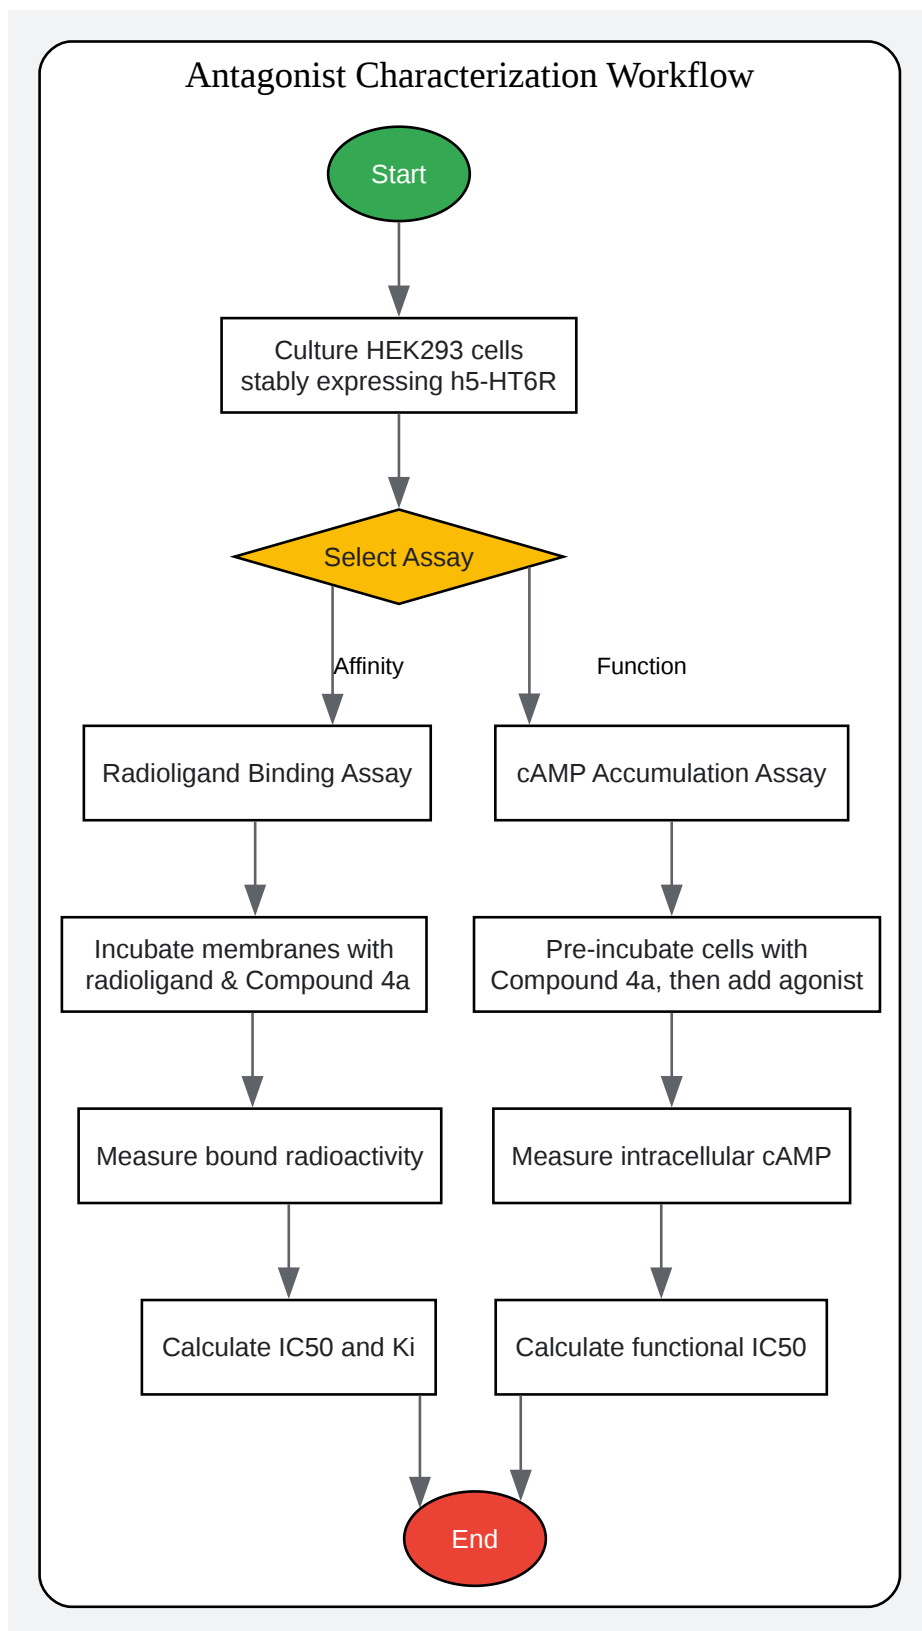 Antagonist Characterization Workflow
Start
Culture HEK293 cells
stably expressing h5-HT6R
Select Assay
Affinity
Function
Radioligand Binding Assay
cAMP Accumulation Assay
Incubate membranes with
radioligand & Compound 4a
Pre-incubate cells with
Compound 4a, then add agonist
Measure bound radioactivity
Measure intracellular cAMP
Calculate IC50 and Ki
Calculate functional IC50
End